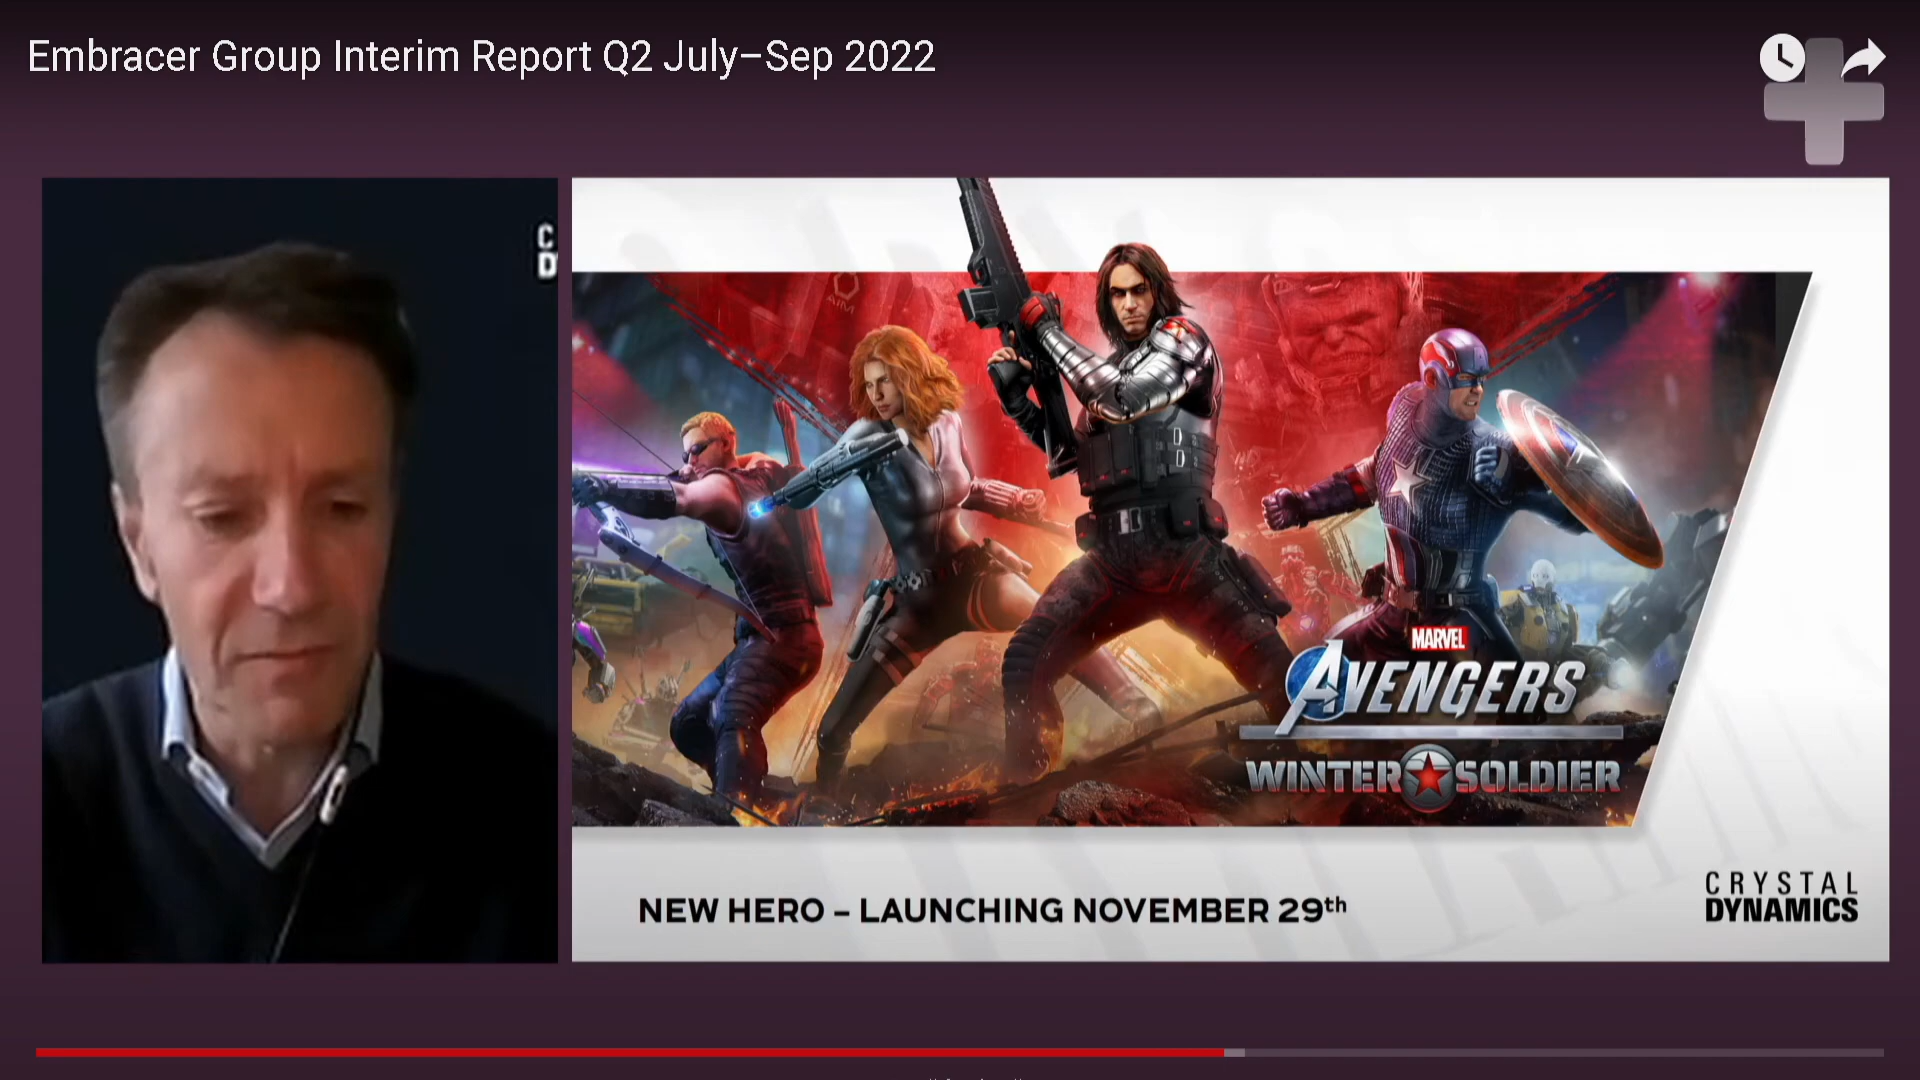 Embracer Group Interim Report Q2 July–Sep 2022
C
D
AIM
MARVEL
AVENGERS
WINTER SOLDIER
NEW HERO – LAUNCHING NOVEMBER 29th
CRYSTAL
DYNAMICS